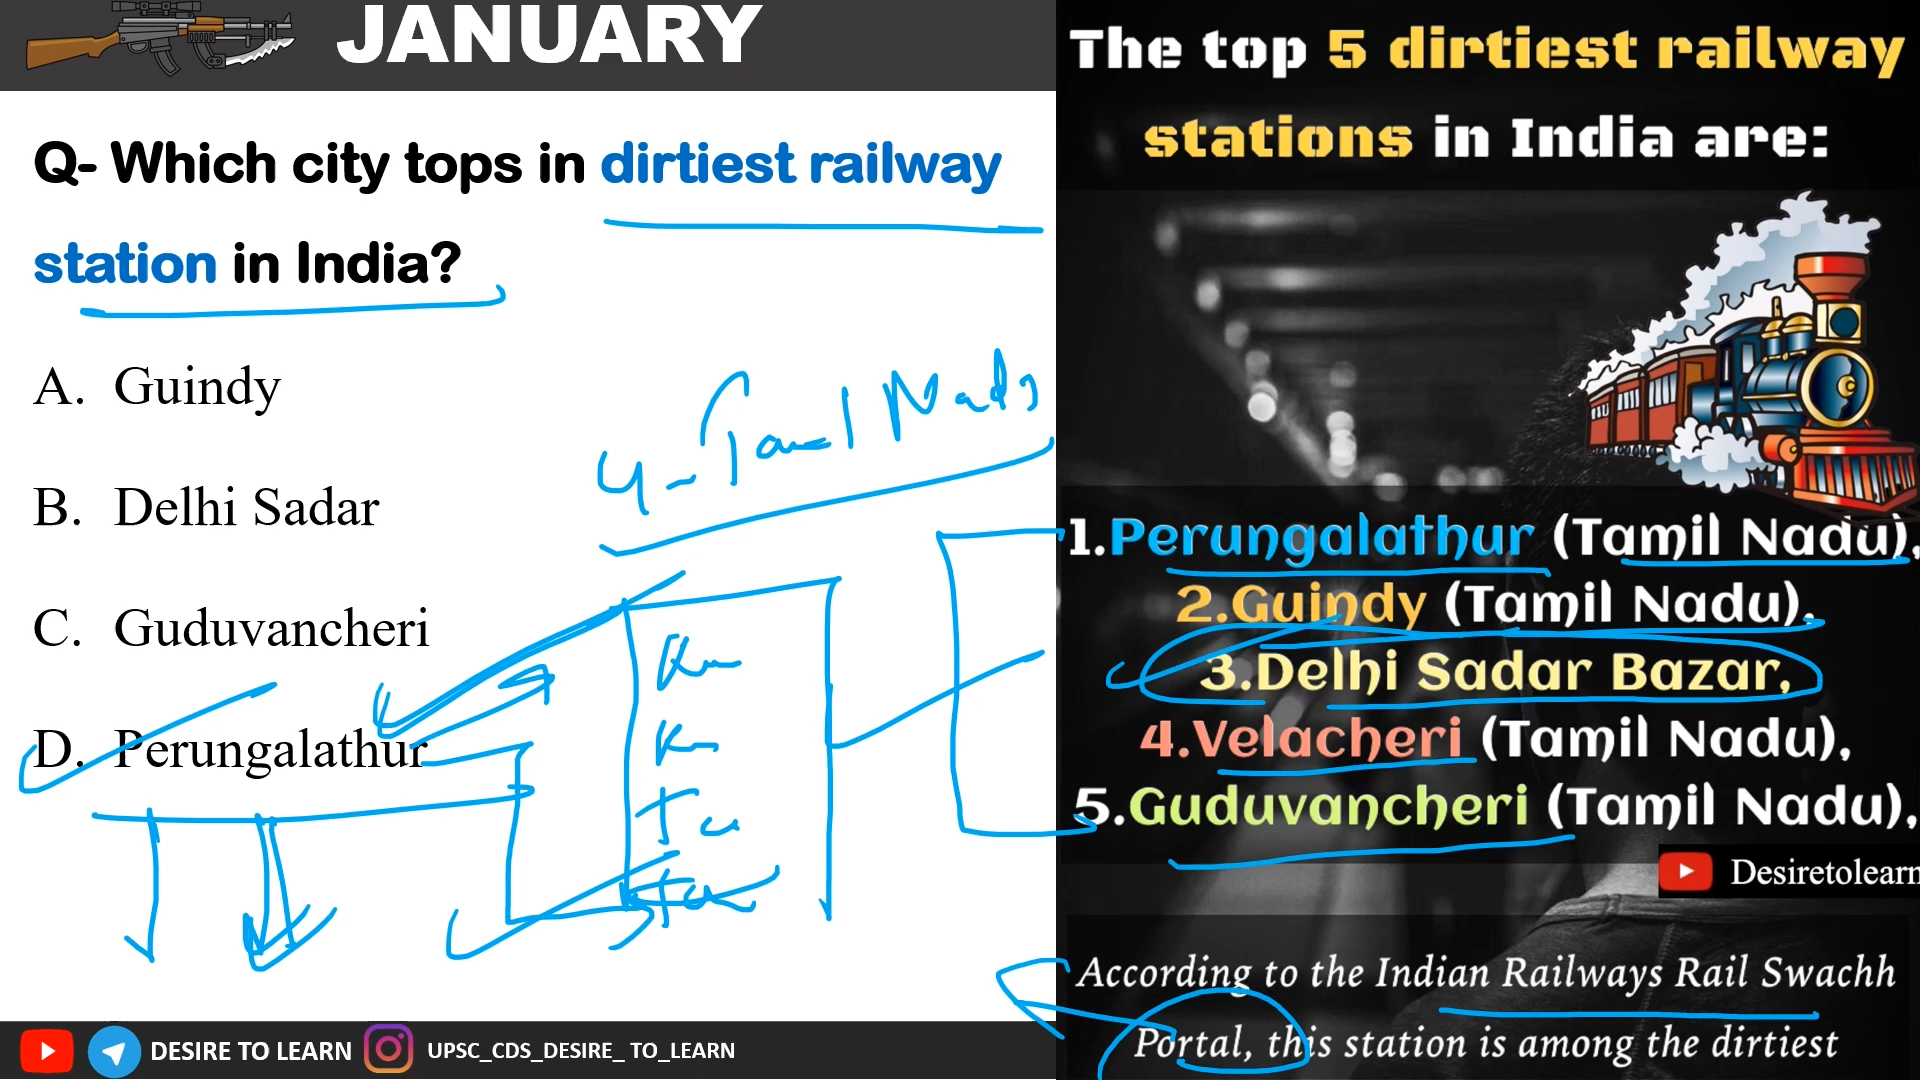 JANUARY
Q- Which city tops in dirtiest railway
station in India?
A. Guindy
B. Delhi Sadar
C. Guduvancheri
D. Perungalathur
4-Tamil Nadu
The top 5 dirtiest railway
stations in India are:
1.Perungalathur (Tamil Nadu),
2.Guindy (Tamil Nadu),
3.Delhi Sadar Bazar,
4.Velacheri (Tamil Nadu),
5.Guduvancheri (Tamil Nadu),
Desiretolearn
According to the Indian Railways Rail Swachh
Portal, this station is among the dirtiest
DESIRE TO LEARN
UPSC_CDS_DESIRE_ TO_LEARN